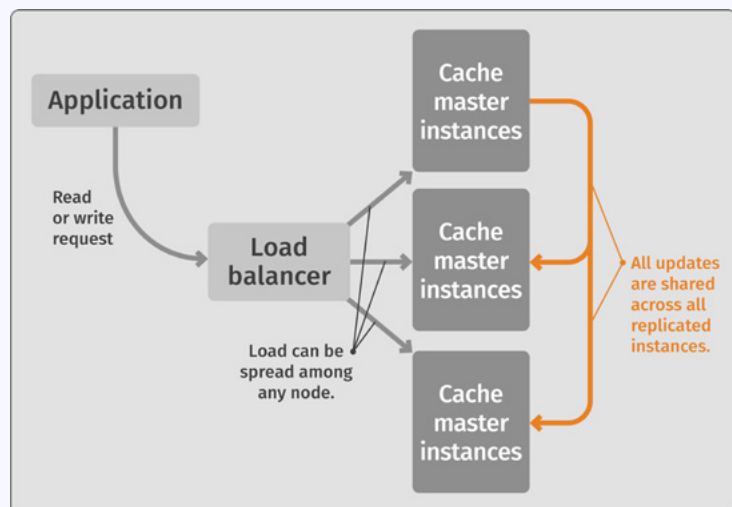 Application
Read
or write
request
Load
balancer
Load can be
spread among
any node.
Cache
master
instances
Cache
master
instances
Cache
master
instances
All updates
are shared
across all
replicated
instances.